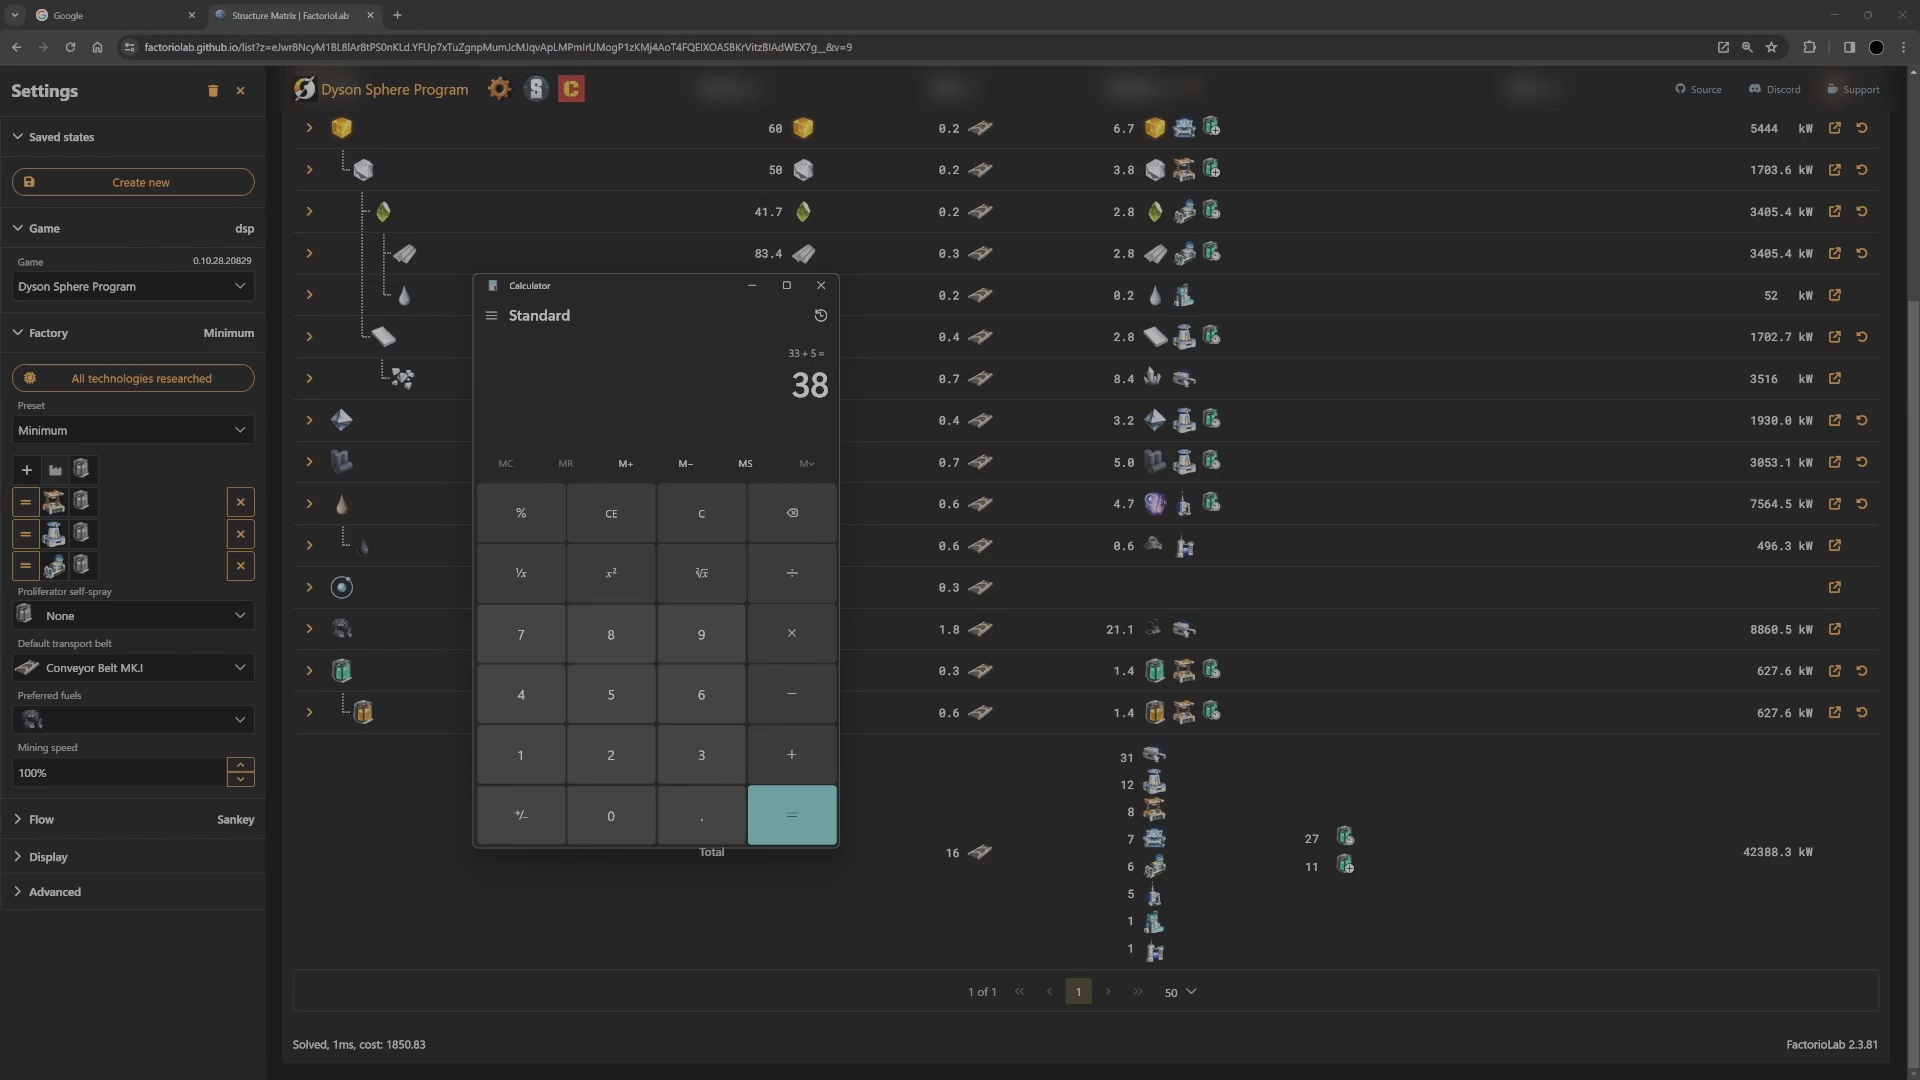 Google
Structure Matrix | FactorioLab
factoriolab.github.io/list?z=eJwr8NcyM1BL8lAr8tPS0nKLd.YFUp7xTuZgnpMumJcMJqvApLMPmIrUMogP1zKMj4AoT4FQElXOASBKrVitzBIAdWEX7g__&v=9
Settings
Dyson Sphere Program
Source
Discord
Support
Saved states
Create new
Game
dsp
Game
0.10.28.20829
Dyson Sphere Program
Factory
Minimum
All technologies researched
Preset
Minimum
Proliferator self-spray
None
Default transport belt
Conveyor Belt MK.I
Preferred fuels
Mining speed
100%
Flow
Sankey
Display
Advanced
60 0.2 6.7 5444 kW
50 0.2 3.8 1703.6 kW
41.7 0.2 2.8 3405.4 kW
83.4 0.3 2.8 3405.4 kW
0.2 0.2 52 kW
0.4 2.8 1702.7 kW
0.7 8.4 3516 kW
0.4 3.2 1930.0 kW
0.7 5.0 3053.1 kW
0.6 4.7 7564.5 kW
0.6 0.6 496.3 kW
0.3
1.8 21.1 8860.5 kW
0.3 1.4 627.6 kW
0.6 1.4 627.6 kW
Calculator
Standard
33 + 5 =
38
MC MR M+ M- MS M
% CE C
1/x x² ²√x ÷
7 8 9 ×
4 5 6 −
1 2 3 +
+/- 0 . =
Total
16
31
12
8
7
6
5
1
1
27
11
42388.3 kW
1 of 1 << < 1 > >> 50
Solved, 1ms, cost: 1850.83
FactorioLab 2.3.81